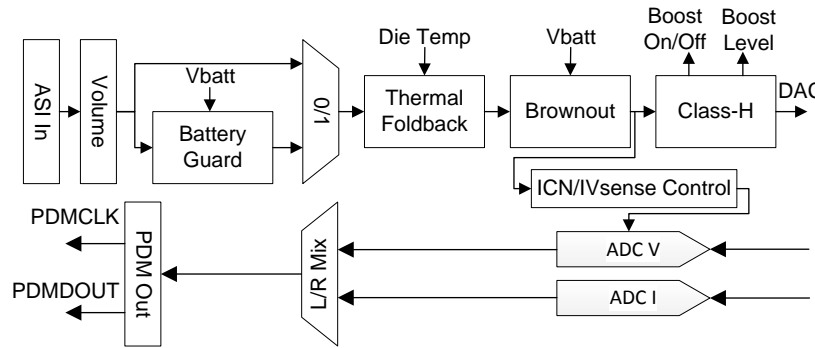 Boost
On/Off
Boost
Level
Die Temp
Vbatt
Vbatt
ASI In
Volume
Battery
Guard
0/1
Thermal
Foldback
Brownout
Class-H
DAC
ICN/IVsense Control
PDMCLK
PDMDOUT
PDM Out
L/R Mix
ADC V
ADC I